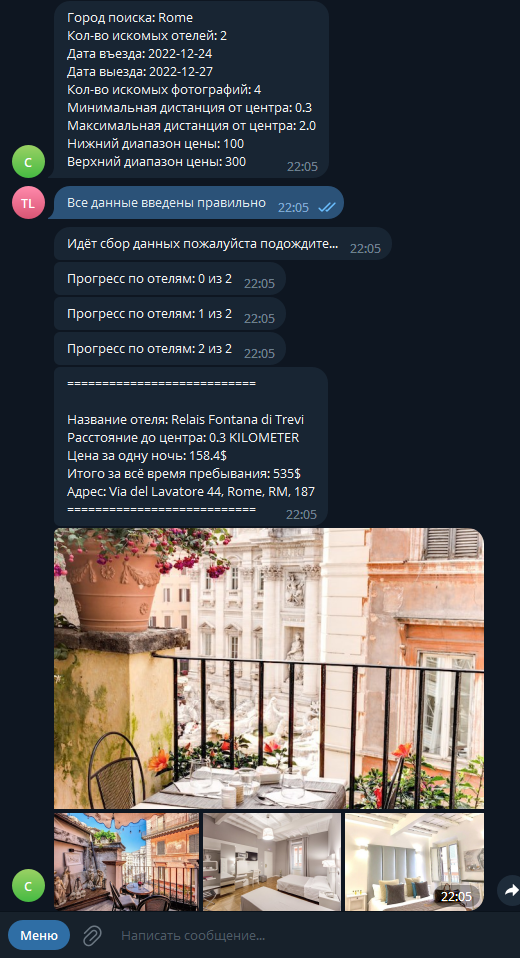 Город поиска: Rome
Кол-во искомых отелей: 2
Дата въезда: 2022-12-24
Дата выезда: 2022-12-27
Кол-во искомых фотографий: 4
Минимальная дистанция от центра: 0.3
Максимальная дистанция от центра: 2.0
Нижний диапазон цены: 100
Верхний диапазон цены: 300
22:05
C
TL
Все данные введены правильно 22:05
Идёт сбор данных пожалуйста подождите... 22:05
Прогресс по отелям: 0 из 2 22:05
Прогресс по отелям: 1 из 2 22:05
Прогресс по отелям: 2 из 2 22:05
===========================
Название отеля: Relais Fontana di Trevi
Расстояние до центра: 0.3 KILOMETER
Цена за одну ночь: 158.4$
Итого за всё время пребывания: 535$
Адрес: Via del Lavatore 44, Rome, RM, 187
===========================
22:05
C
22:05
Меню
Написать сообщение...